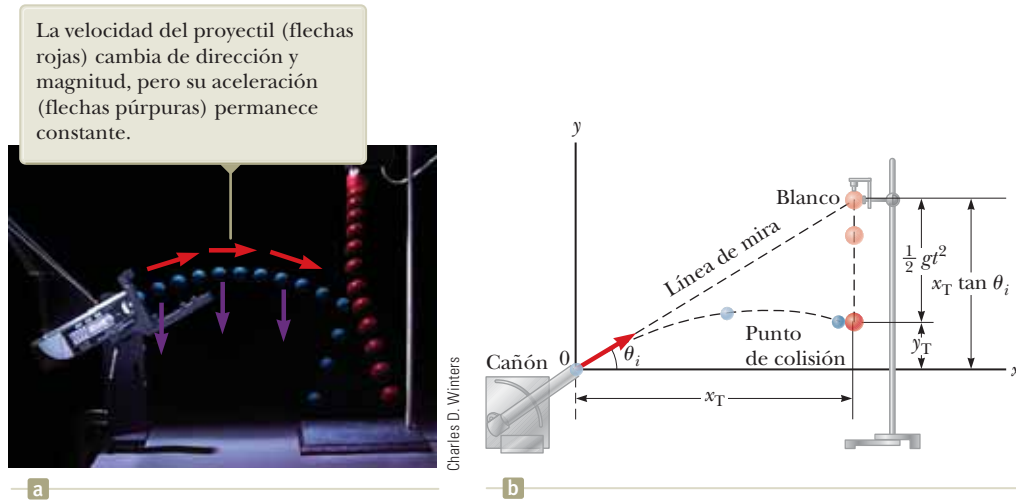 La velocidad del proyectil (flechas
rojas) cambia de dirección y
magnitud, pero su aceleración
(flechas púrpuras) permanece
constante.
Charles D. Winters
a
y
Blanco
Línea de mira
½ gt²
x_T tan θ_i
Punto
de colisión
y_T
Cañón
0
θ_i
x
x_T
b